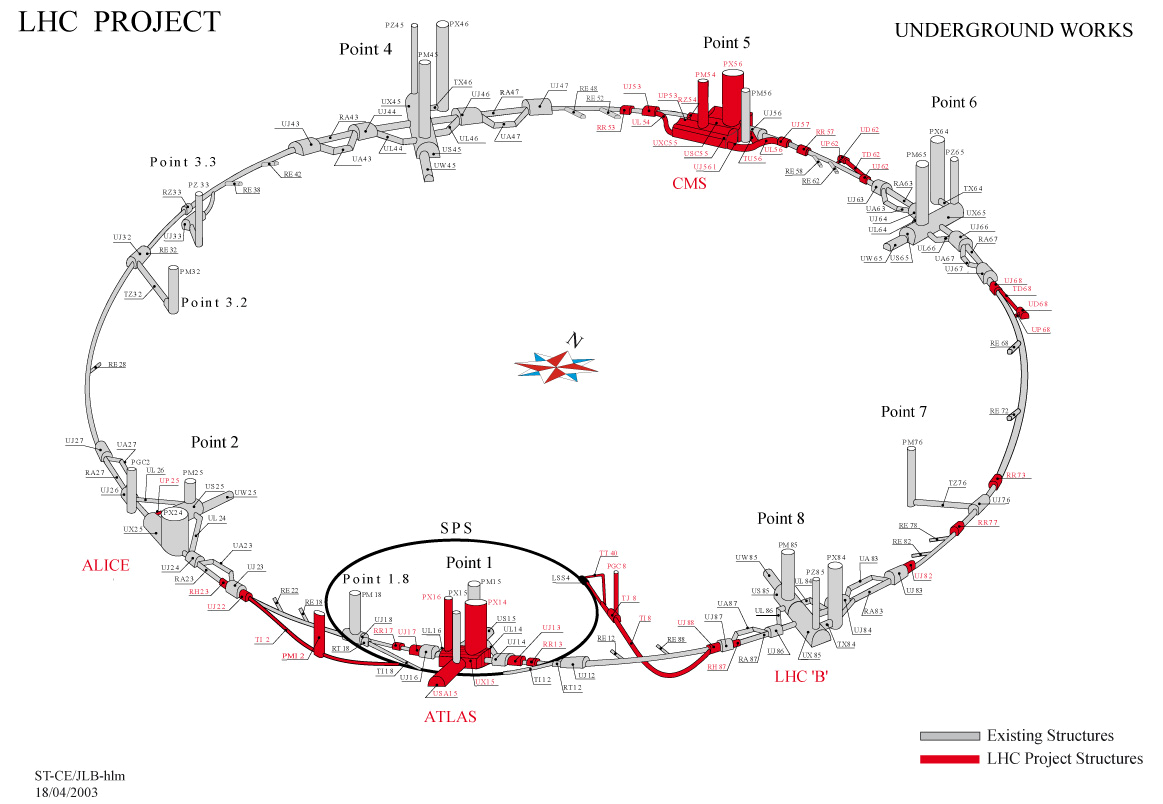 LHC PROJECT
UNDERGROUND WORKS
Point 4
PZ45
PX46
PM45
TX46
UX45
UJ46
RA47
UJ47
UJ44
RA43
UJ43
UA43
UL44
UL46
UA47
US45
UW45
RE48
RE52
Point 5
PM54
PX56
PM56
UJ53
UP53
RZ54
RR53
UL54
UXC55
USC55
UJ561
TU56
UL56
UJ56
UJ57
RR57
UP62
UD62
TD62
UJ62
RE58
RE62
CMS
Point 6
PX64
PM65
PZ65
TX64
UX65
RA63
UJ63
UA63
UJ64
UL64
UW65
US65
UL66
UJ66
RA67
UA67
UJ67
UJ68
TD68
UD68
UP68
RE68
RE72
Point 3.3
PZ33
RZ33
RE38
RE42
UJ33
UJ32
RE32
PM32
TZ32
Point 3.2
N
RE28
Point 2
UJ27
UA27
PGC2
UL26
UP25
PM25
RA27
UJ26
US25
UW25
PX24
UX25
UL24
UA23
UJ24
RA23
UJ23
RH23
UJ22
ALICE
RE22
RE18
TI2
PM12
SPS
Point 1.8
PM18
UJ18
RR17
RT18
UJ17
UL16
TI18
UJ16
Point 1
PX16
PX15
PM15
PX14
US15
UL14
UJ14
UJ13
RR13
USA15
UX15
ATLAS
TI12
RT12
UJ12
LSS4
TT40
PGC8
TJ8
TI8
RE12
RE88
UJ88
RH87
UJ87
UA87
RA87
UJ86
UL86
Point 8
PM85
UW85
US85
UL84
PZ85
PX84
UA83
UX85
TX84
UJ84
RA83
UJ83
UJ82
LHC 'B'
Point 7
PM76
TZ76
RR73
UJ76
RR77
RE78
RE82
Existing Structures
LHC Project Structures
ST-CE/JLB-hlm
18/04/2003